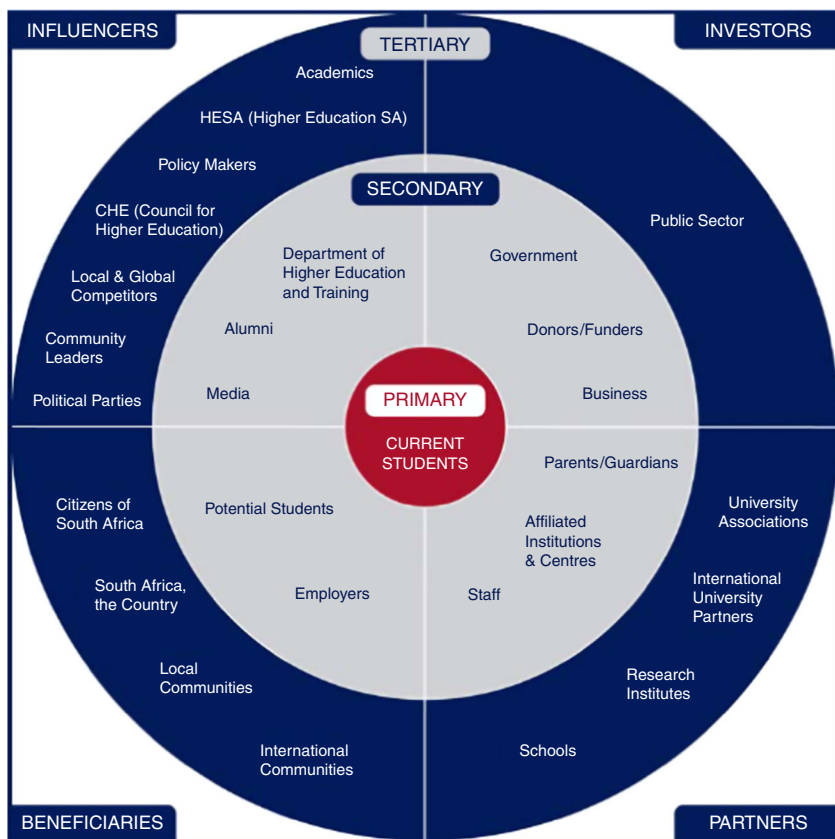 INFLUENCERS
INVESTORS
TERTIARY
Academics
HESA (Higher Education SA)
Policy Makers
CHE (Council for
Higher Education)
Local & Global
Competitors
Community
Leaders
Political Parties
SECONDARY
Department of
Higher Education
and Training
Alumni
Media
Government
Donors/Funders
Business
Public Sector
PRIMARY
CURRENT
STUDENTS
Citizens of
South Africa
South Africa,
the Country
Local
Communities
International
Communities
Potential Students
Employers
Parents/Guardians
Affiliated
Institutions
& Centres
Staff
University
Associations
International
University
Partners
Research
Institutes
Schools
BENEFICIARIES
PARTNERS